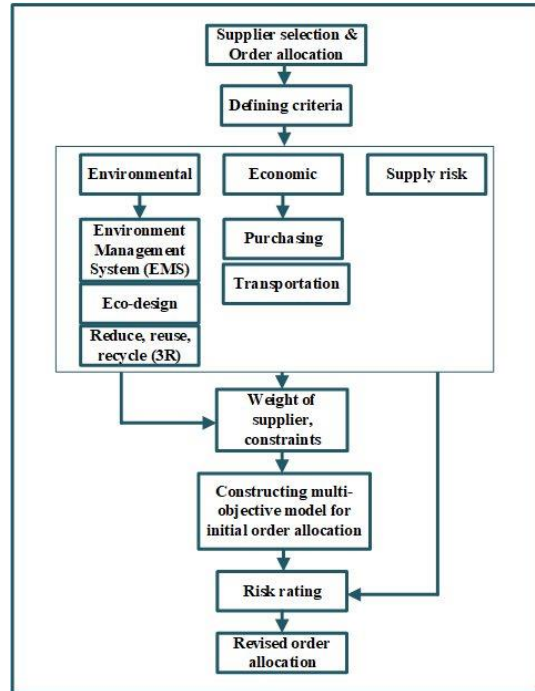 Supplier selection &
Order allocation
Defining criteria
Environmental
Economic
Supply risk
Environment
Management
System (EMS)
Purchasing
Transportation
Eco-design
Reduce, reuse,
recycle (3R)
Weight of
supplier,
constraints
Constructing multi-
objective model for
initial order allocation
Risk rating
Revised order
allocation